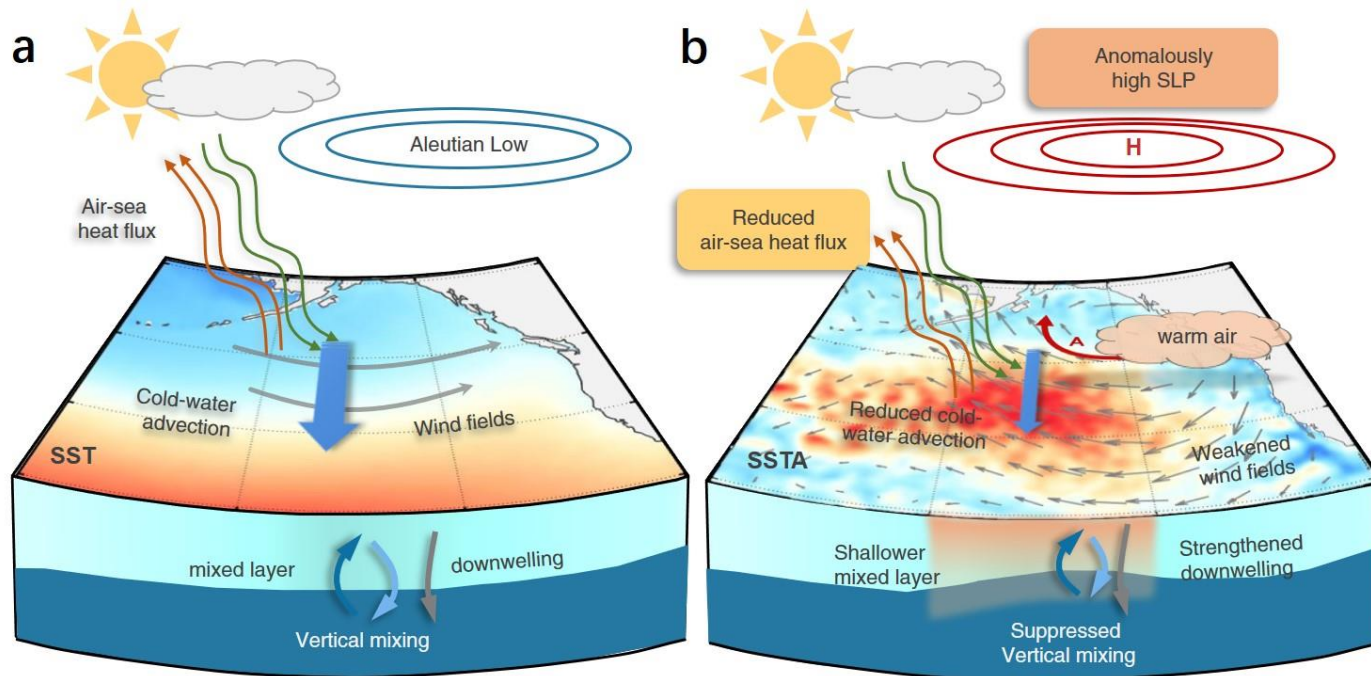 a
Aleutian Low
Air-sea
heat flux
Cold-water
advection
Wind fields
SST
mixed layer
downwelling
Vertical mixing
b
Anomalously
high SLP
H
Reduced
air-sea heat flux
A
warm air
Reduced cold-
water advection
Weakened
wind fields
SSTA
Shallower
mixed layer
Strengthened
downwelling
Suppressed
Vertical mixing